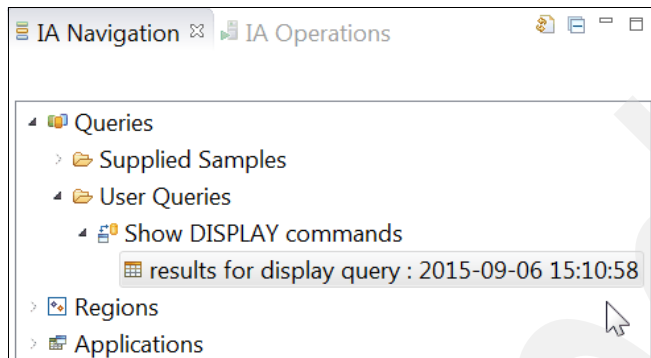 IA Navigation IA Operations
Queries
Supplied Samples
User Queries
Show DISPLAY commands
results for display query : 2015-09-06 15:10:58
Regions
Applications